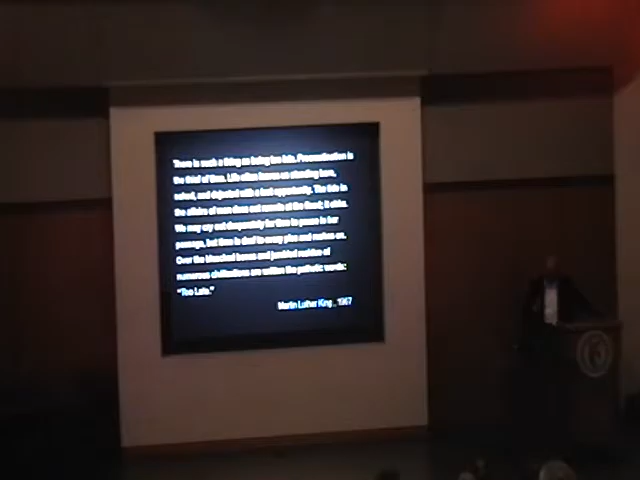 There is such a thing as being too late. Procrastination is
the thief of time. Life often leaves us standing bare,
naked, and dejected with a lost opportunity. The tide in
the affairs of men does not remain at the flood; it ebbs.
We may cry out desperately for time to pause in her
passage, but time is deaf to every plea and rushes on.
Over the bleached bones and jumbled residue of
numerous civilizations are written the pathetic words:
"Too Late."
Martin Luther King, , 1967